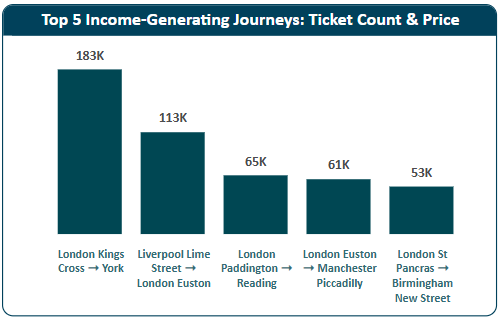 Top 5 Income-Generating Journeys: Ticket Count & Price
183K
113K
65K
61K
53K
London Kings
Cross → York
Liverpool Lime
Street →
London Euston
London
Paddington →
Reading
London Euston
→ Manchester
Piccadilly
London St
Pancras →
Birmingham
New Street